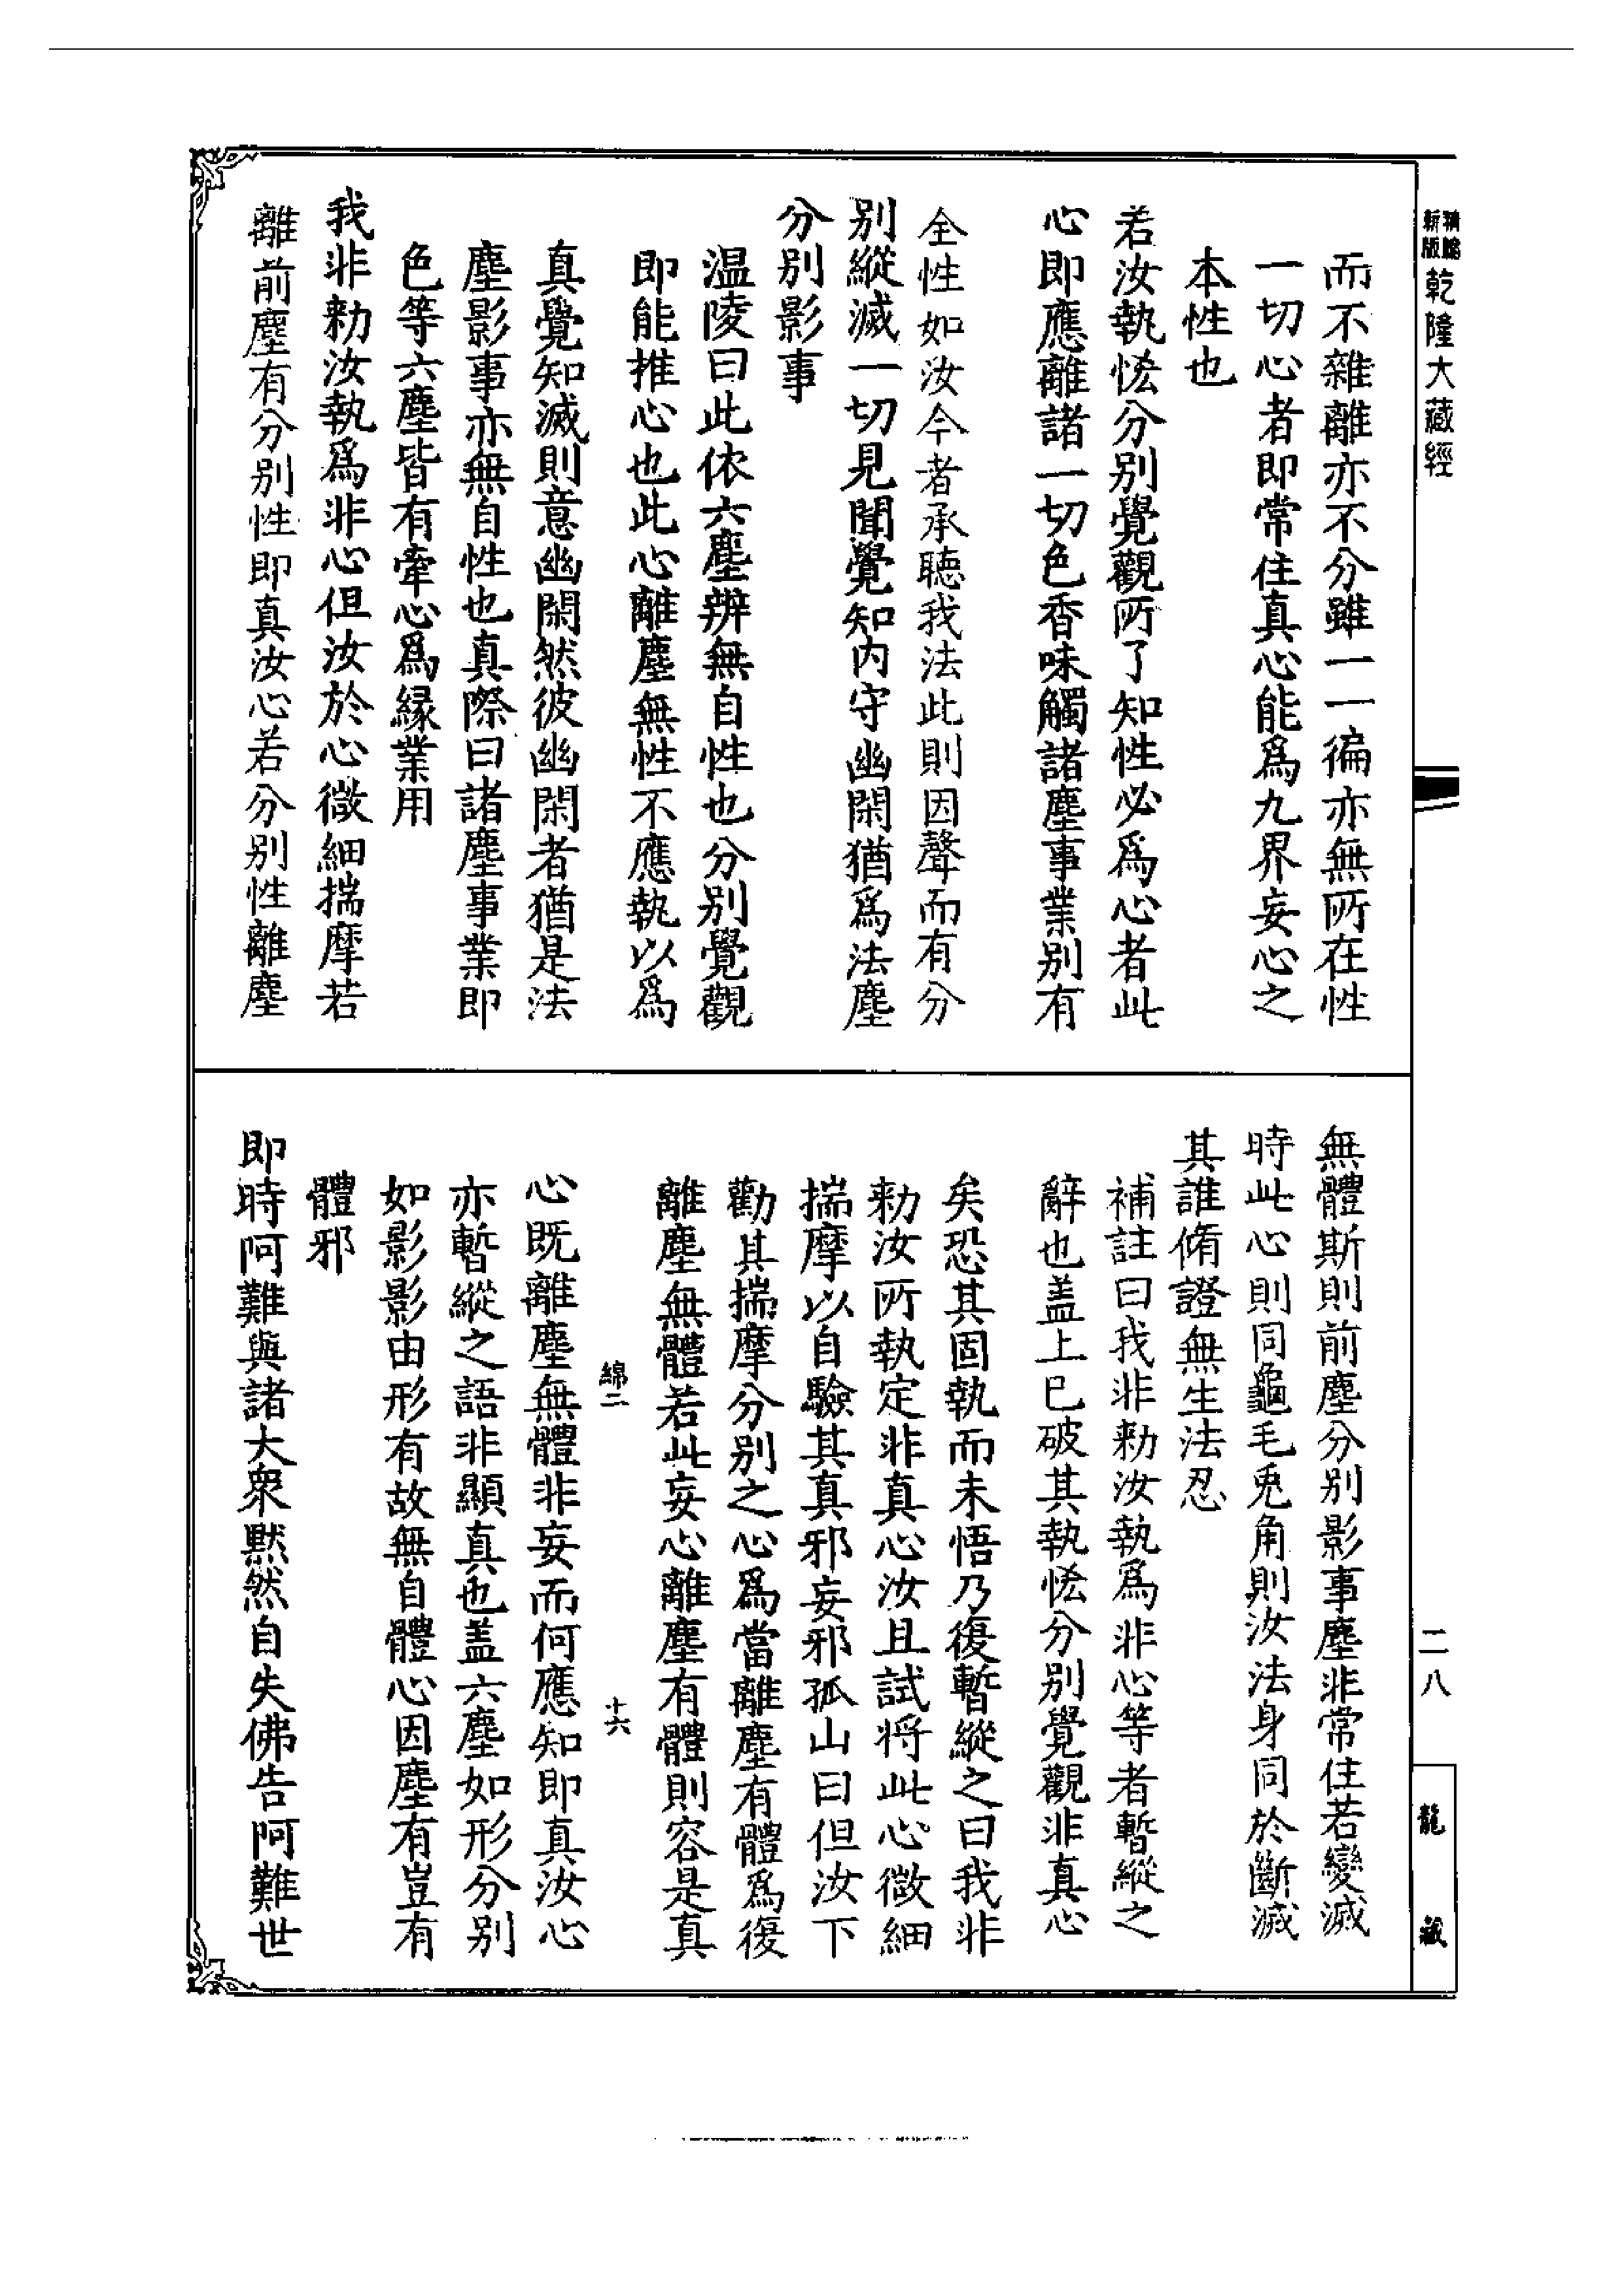 新版
精縮
乾隆大藏經
而不雜離亦不分雖一一徧亦無所在性
一切心者即常住真心能爲九界妄心之
本性也
若汝執恡分别覺觀所了知性必爲心者此
心即應離諸一切色香味觸諸塵事業别有
全性如汝今者承聽我法此則因聲而有分
别縱滅一切見聞覺知内守幽閑猶爲法塵
分别影事
温陵曰此依六塵辨無自性也分别覺觀
即能推心也此心離塵無性不應執以爲
真覺知滅則意幽閑然彼幽閑者猶是法
塵影事亦無自性也真際曰諸塵事業即
色等六塵皆有牽心爲縁業用
我非勑汝執爲非心但汝於心微細揣摩若
離前塵有分别性即真汝心若分别性離塵
無體斯則前塵分别影事塵非常住若變滅
時此心則同龜毛兎角則汝法身同於斷滅
其誰脩證無生法忍
補註曰我非勑汝執爲非心等者暫縱之
辭也盖上已破其執恡分别覺觀非真心
矣恐其固執而未悟乃復暫縱之曰我非
勑汝所執定非真心汝且試將此心微細
揣摩以自驗其真邪妄邪孤山曰但汝下
勸其揣摩分别之心爲當離塵有體爲復
離塵無體若此妄心離塵有體則容是真
綿二
十六
心既離塵無體非妄而何應知即真汝心
亦暫縱之語非顯真也盖六塵如形分别
如影影由形有故無自體心因塵有豈有
體邪
即時阿難與諸大衆黙然自失佛告阿難世
二八
龍藏